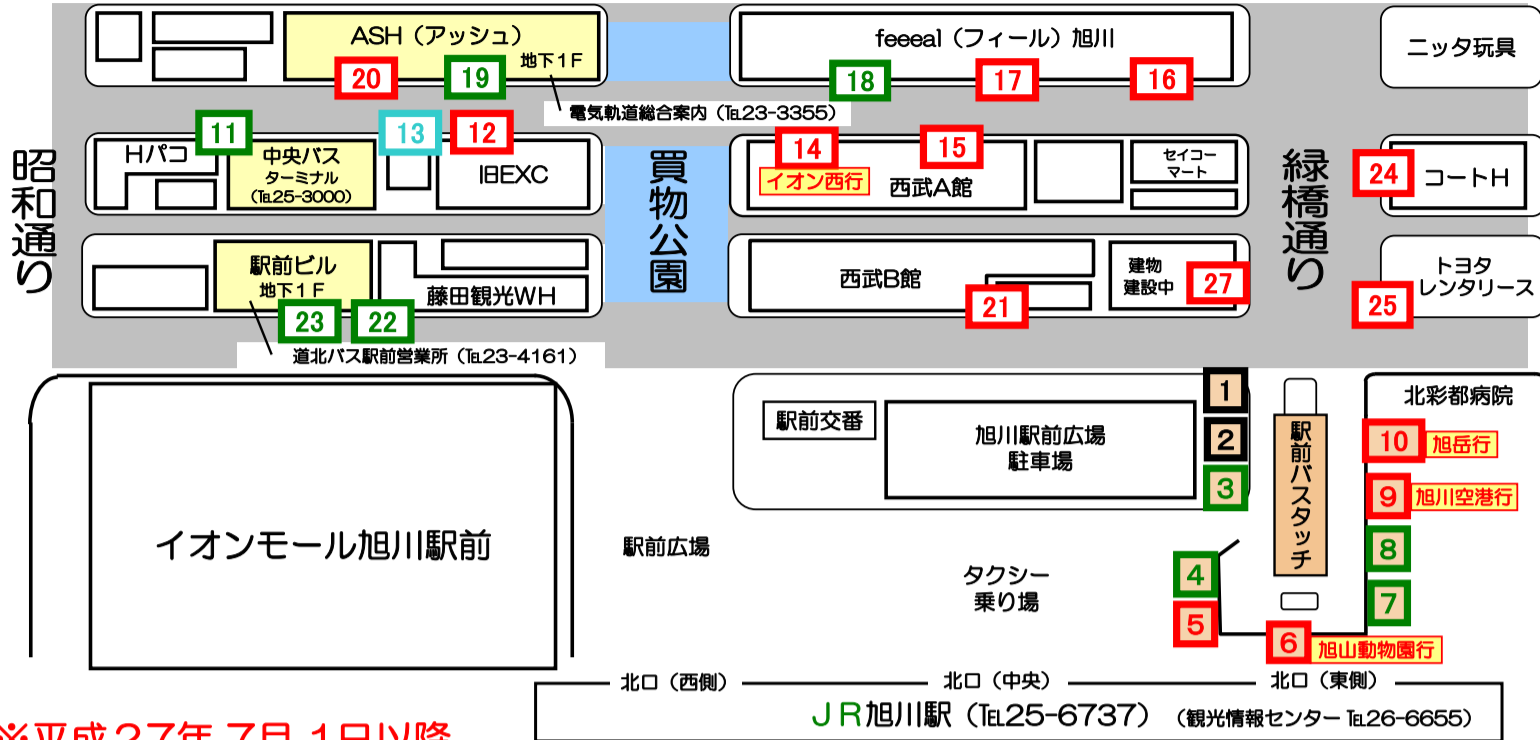 ASH（アッシュ）
地下１F
20
19
feeeal（フィール）旭川
18
17
16
ニッタ玩具
電気軌道総合案内（℡23-3355）
11
13
12
Hパコ
中央バス
ターミナル
（℡25-3000）
IBEXC
昭和通り
買物公園
14
イオン西行
15
西武A館
セイコー
マート
緑橋通り
24
コートH
駅前ビル
地下１F
23
22
藤田観光WH
西武B館
21
建物
建設中
27
25
トヨタ
レンタリース
道北バス駅前営業所（℡23-4161）
イオンモール旭川駅前
駅前交番
旭川駅前広場
駐車場
1
2
3
駅前バスタッチ
北彩都病院
10
旭岳行
9
旭川空港行
8
7
駅前広場
タクシー
乗り場
4
5
6
旭山動物園行
北口（西側）
北口（中央）
北口（東側）
ＪＲ旭川駅（℡25-6737）（観光情報センター ℡26-6655）
※平成２７年７月１日以降